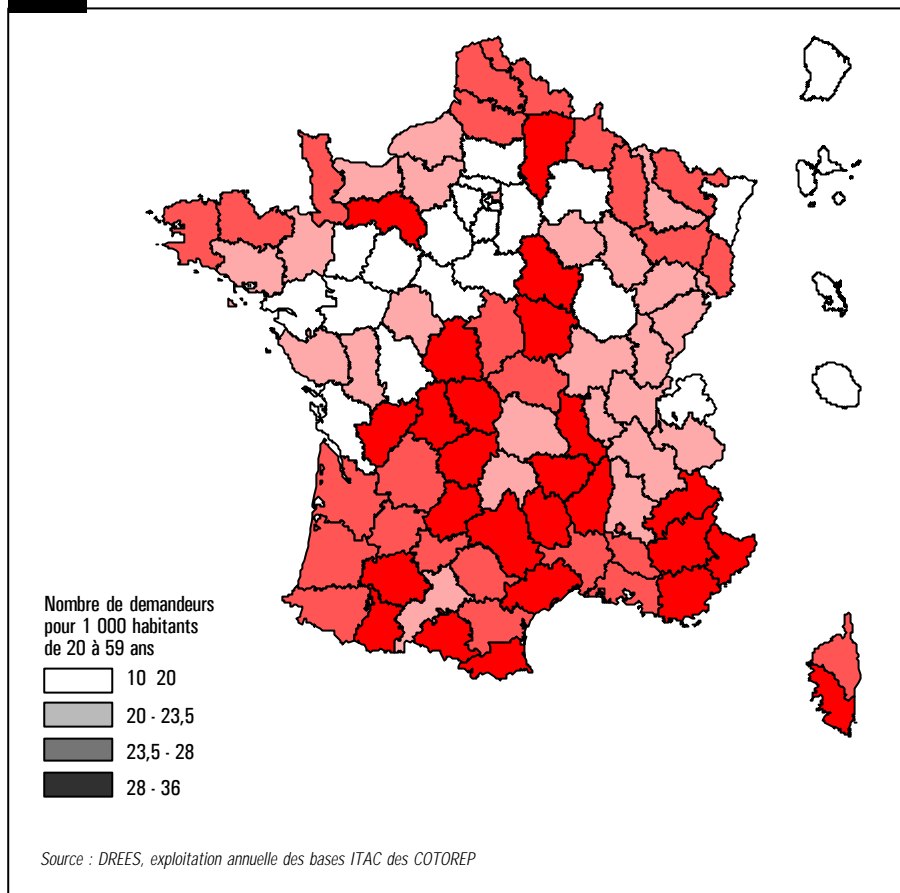 Nombre de demandeurs
pour 1 000 habitants
de 20 à 59 ans
10 20
20 - 23,5
23,5 - 28
28 - 36
Source : DREES, exploitation annuelle des bases ITAC des COTOREP